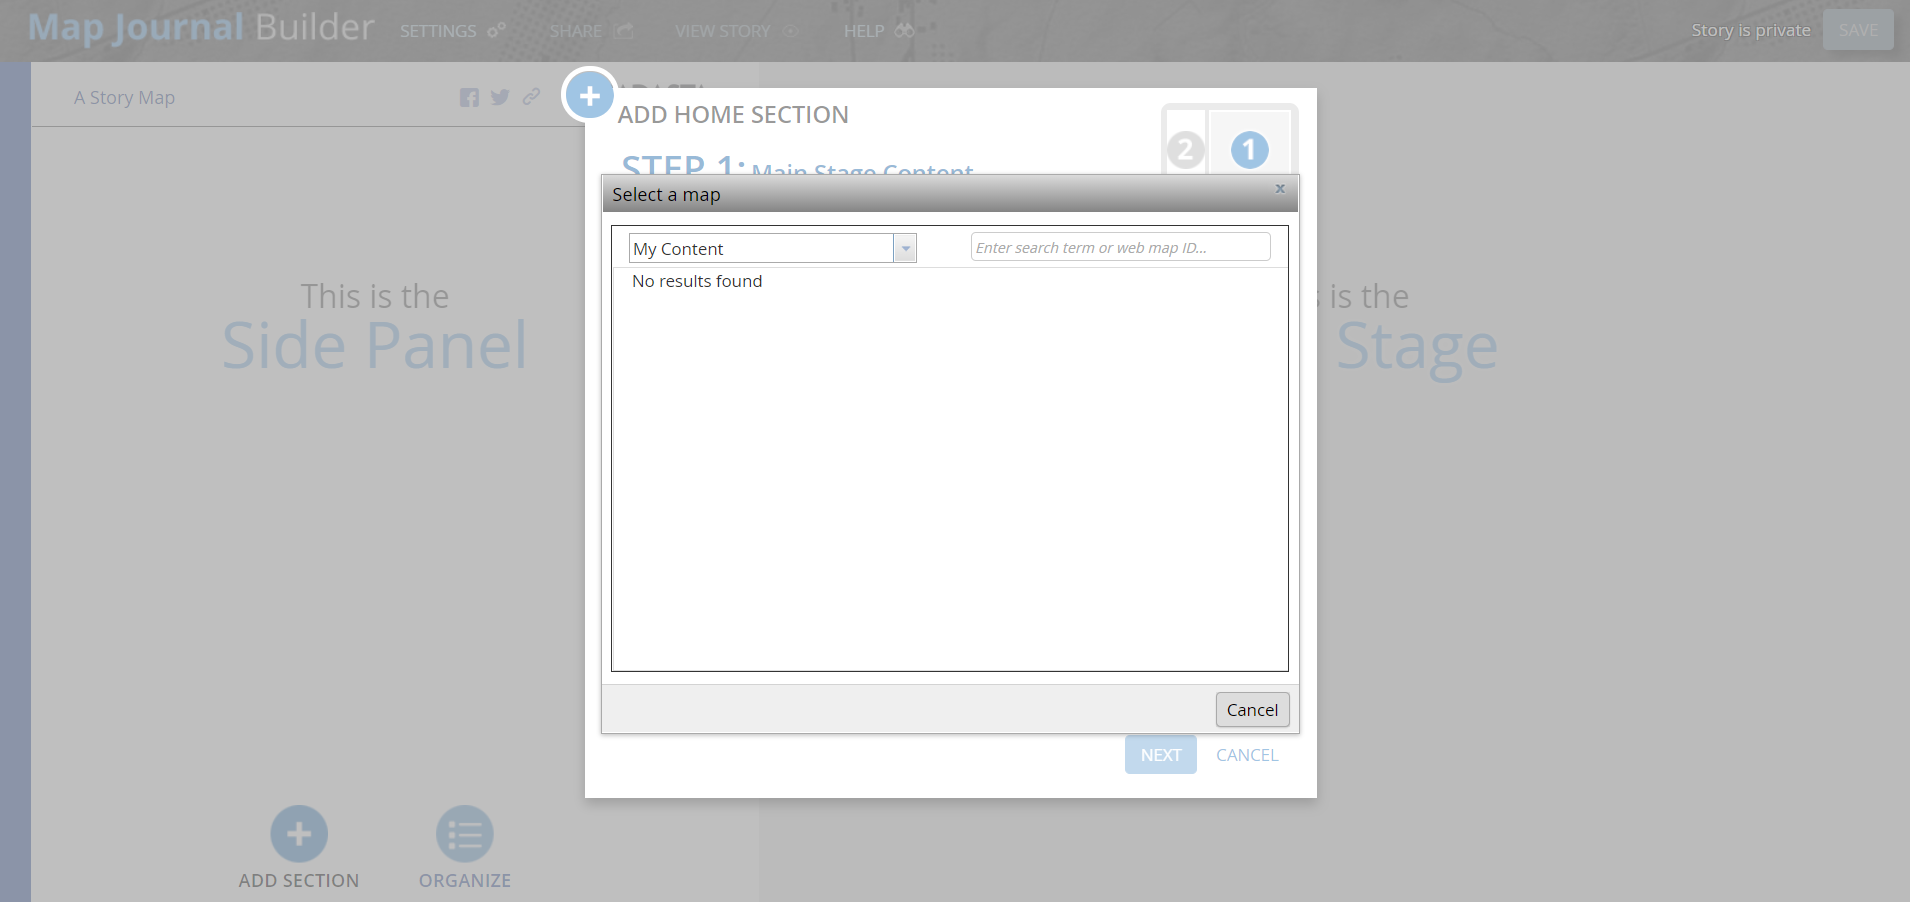 Map Journal Builder SETTINGS SHARE VIEW STORY HELP Story is private SAVE
A Story Map
ADD HOME SECTION
STEP 1: Main Stage Content
2 1
Select a map
x
My Content
Enter search term or web map ID...
No results found
This is the
Side Panel
is the
Stage
Cancel
NEXT CANCEL
ADD SECTION ORGANIZE